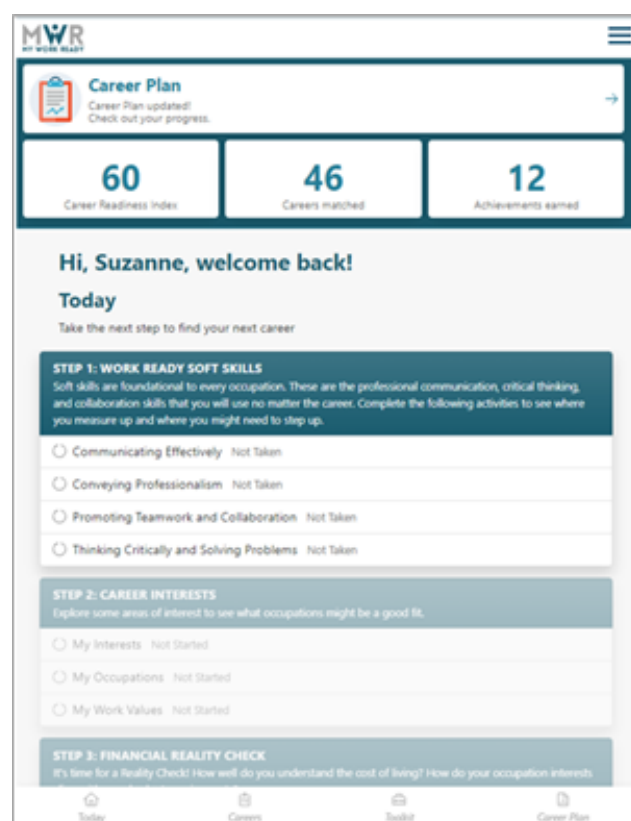 MWR
MY WORK READY
Career Plan
Career Plan updated!
Check out your progress.
60
Career Readiness Index
46
Careers matched
12
Achievements earned
Hi, Suzanne, welcome back!
Today
Take the next step to find your next career
STEP 1: WORK READY SOFT SKILLS
Soft skills are foundational to every occupation. These are the professional communication, critical thinking,
and collaboration skills that you will use no matter the career. Complete the following activities to see where
you measure up and where you might need to step up.
Communicating Effectively Not Taken
Conveying Professionalism Not Taken
Promoting Teamwork and Collaboration Not Taken
Thinking Critically and Solving Problems Not Taken
STEP 2: CAREER INTERESTS
Explore some areas of interest to see what occupations might be a good fit.
My Interests Not Started
My Occupations Not Started
My Work Values Not Started
STEP 3: FINANCIAL REALITY CHECK
It's time for a Reality Check! How well do you understand the cost of living? How do your occupation interests
Today
Careers
Toolkit
Career Plan